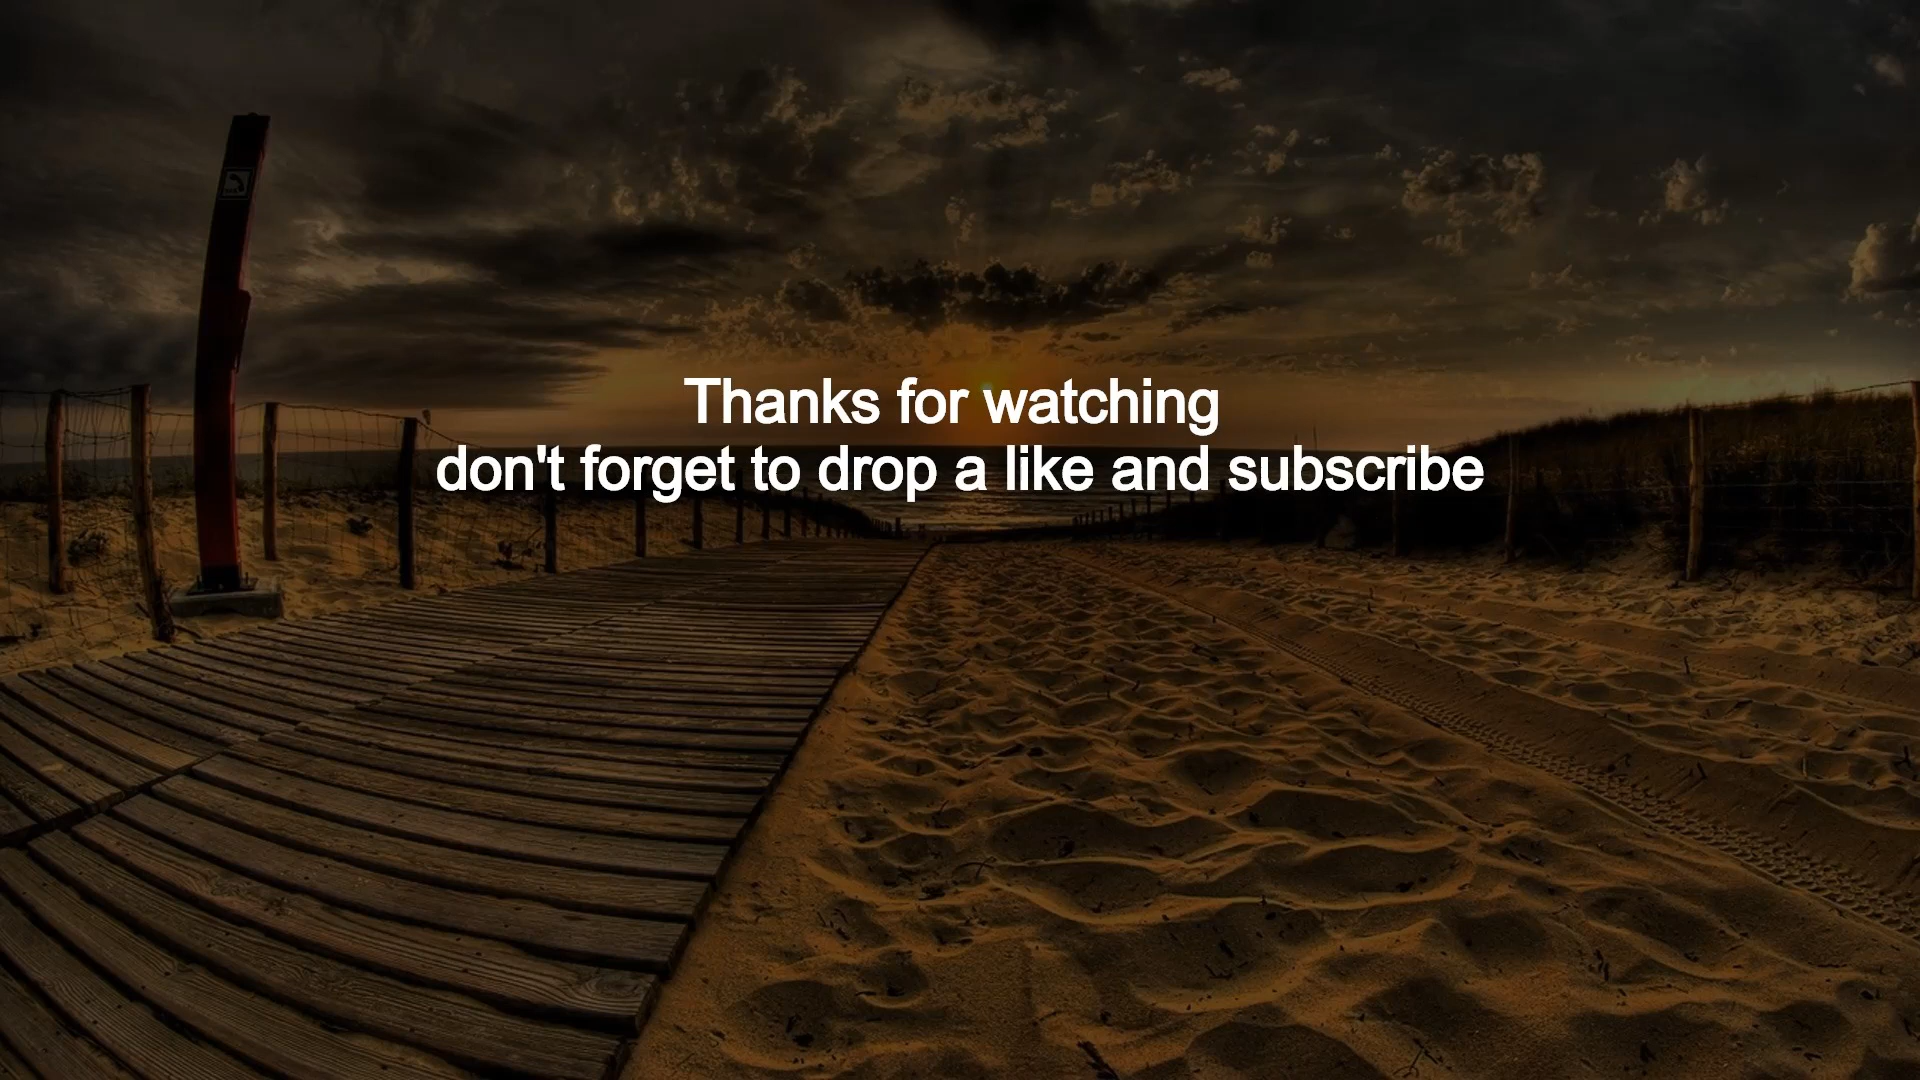 Thanks for watching
don't forget to drop a like and subscribe